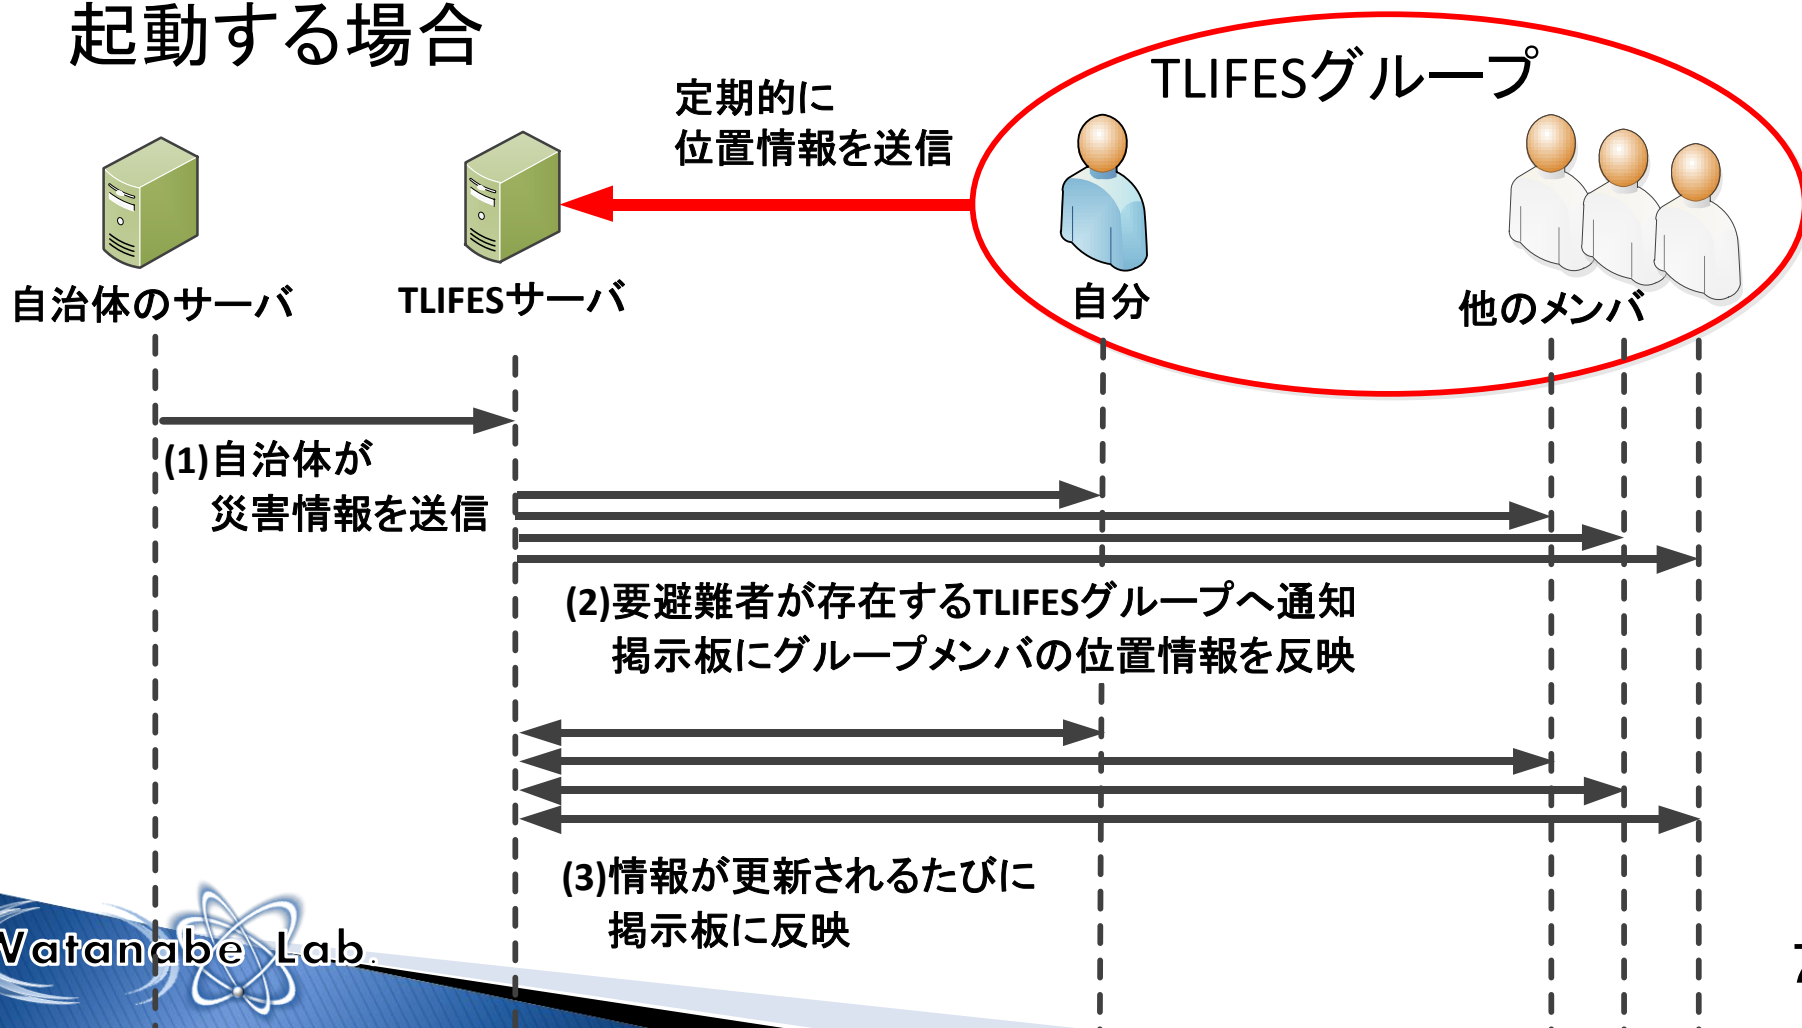 起動する場合
TLIFESグループ
定期的に
位置情報を送信
自治体のサーバ
TLIFESサーバ
自分
他のメンバ
(1)自治体が
災害情報を送信
(2)要避難者が存在するTLIFESグループへ通知
掲示板にグループメンバの位置情報を反映
(3)情報が更新されるたびに
掲示板に反映
Watanabe Lab.